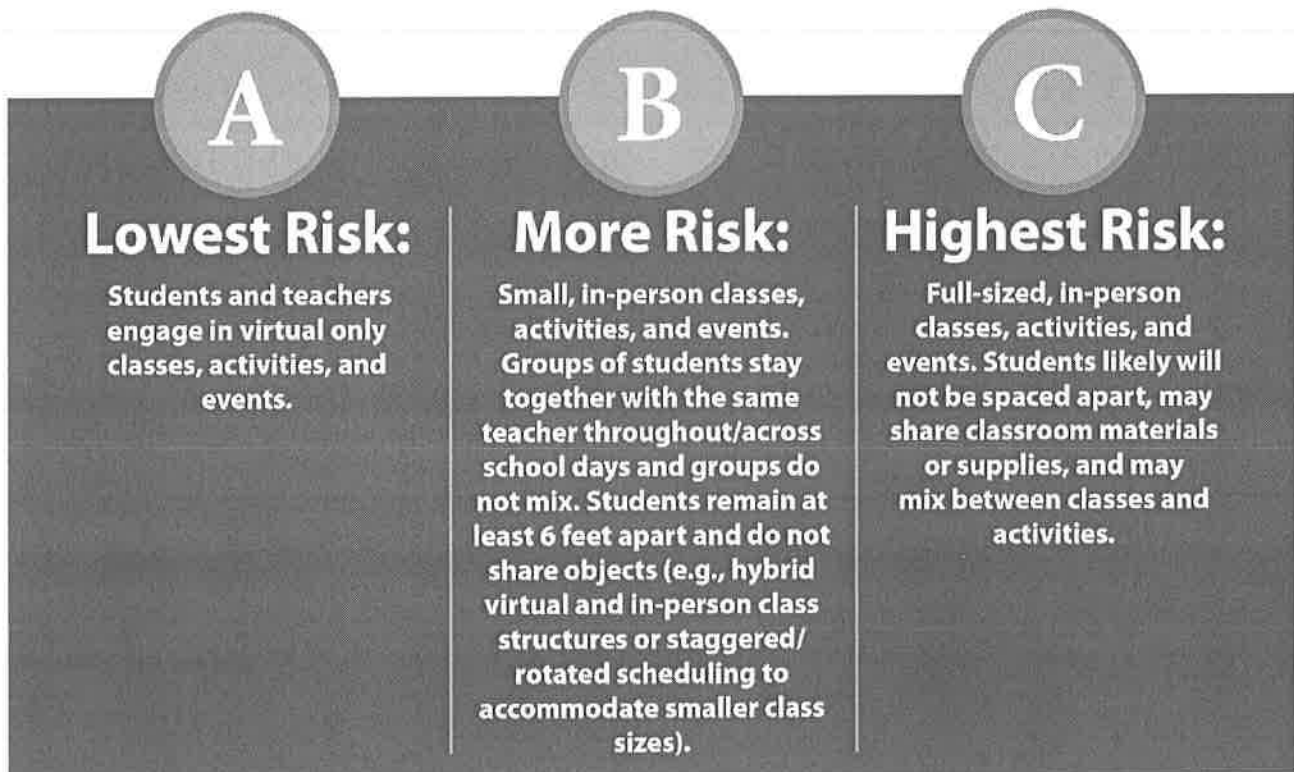 A
Lowest Risk:
Students and teachers
engage in virtual only
classes, activities, and
events.
B
More Risk:
Small, in-person classes,
activities, and events.
Groups of students stay
together with the same
teacher throughout/across
school days and groups do
not mix. Students remain at
least 6 feet apart and do not
share objects (e.g., hybrid
virtual and in-person class
structures or staggered/
rotated scheduling to
accommodate smaller class
sizes).
C
Highest Risk:
Full-sized, in-person
classes, activities, and
events. Students likely will
not be spaced apart, may
share classroom materials
or supplies, and may
mix between classes and
activities.